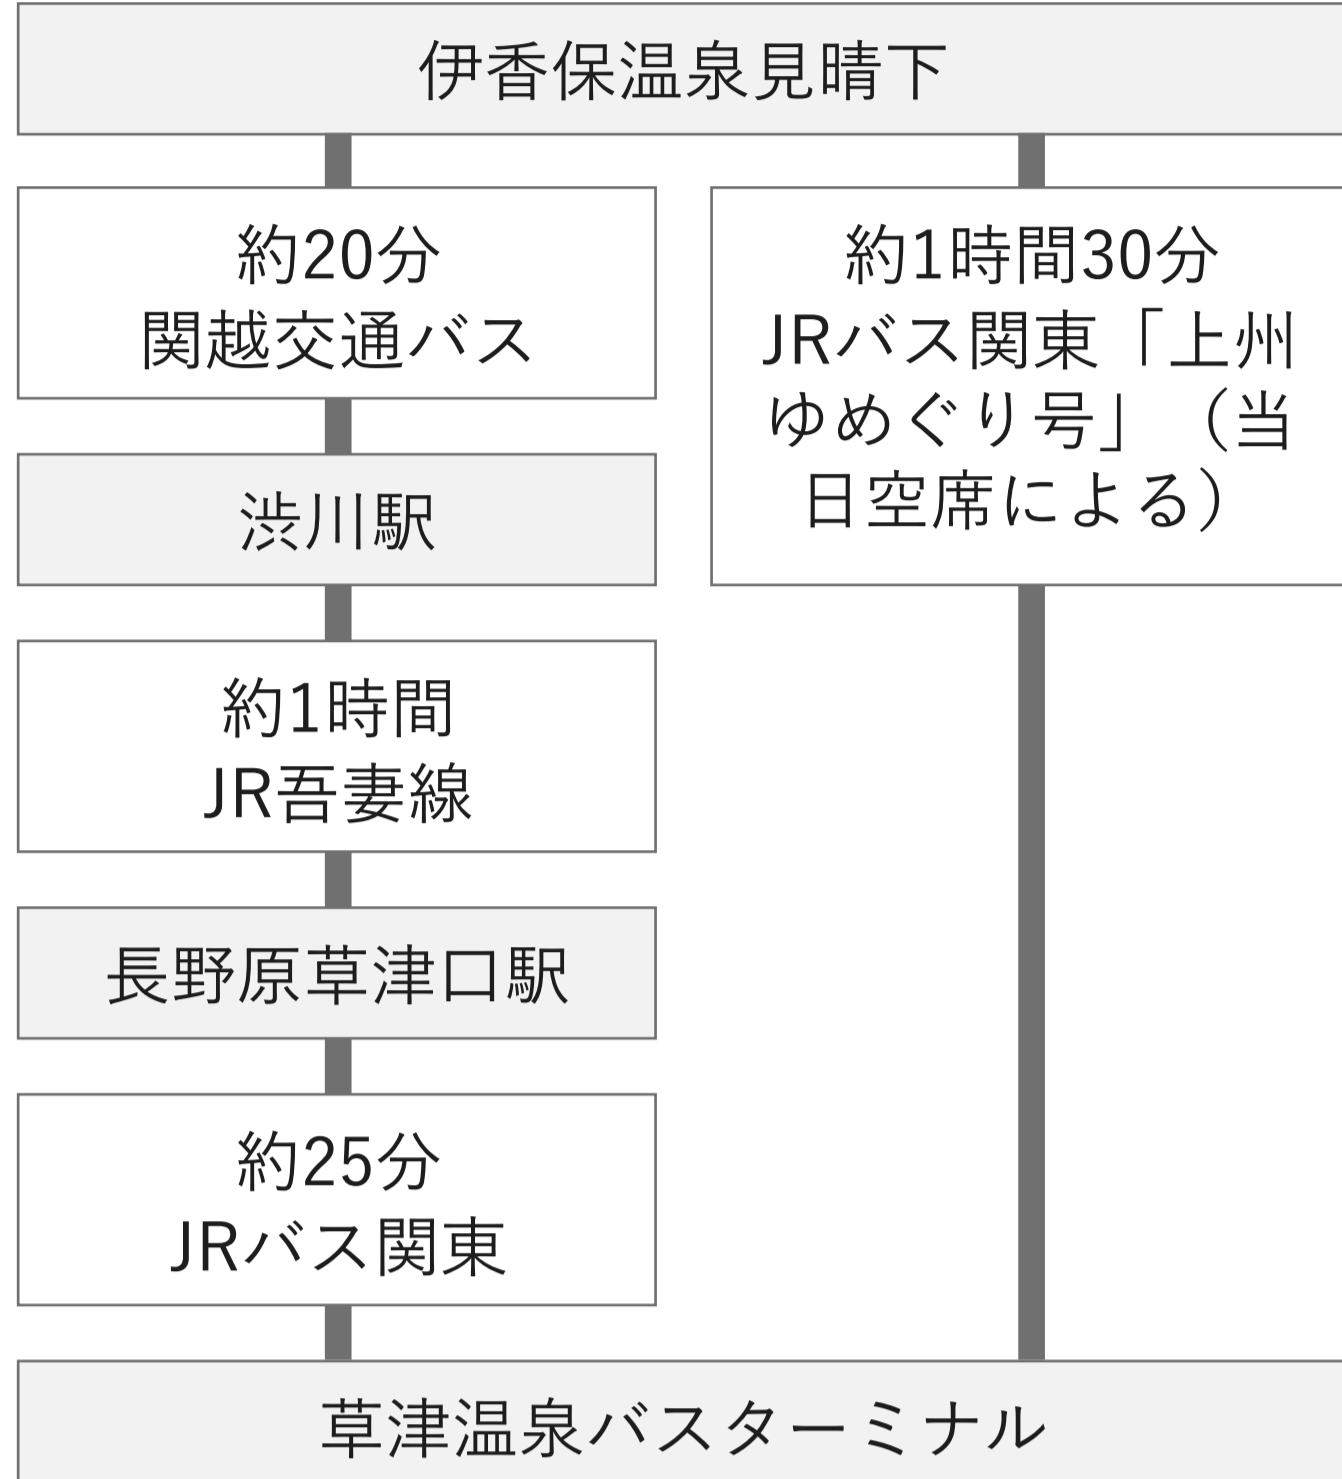 伊香保温泉見晴下
約20分
関越交通バス
約1時間30分
JRバス関東「上州
ゆめぐり号」（当
日空席による）
渋川駅
約1時間
JR吾妻線
長野原草津口駅
約25分
JRバス関東
草津温泉バスターミナル